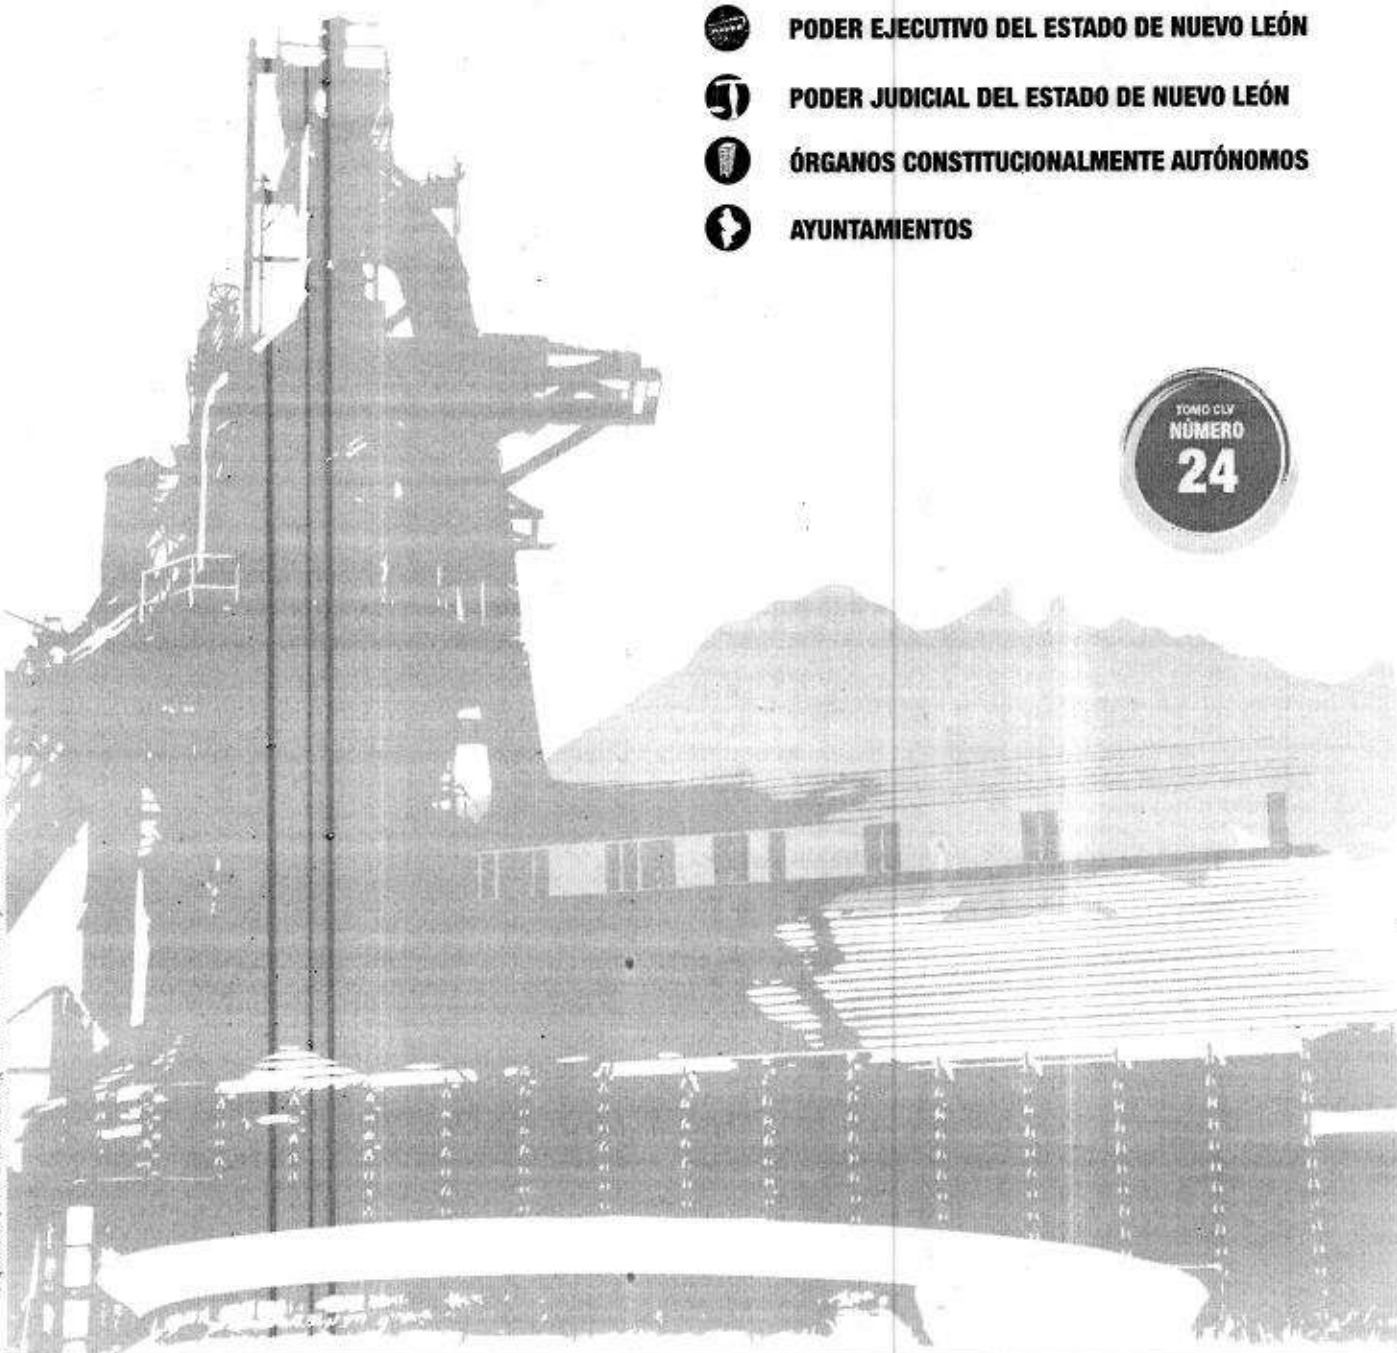 PODER EJECUTIVO DEL ESTADO DE NUEVO LEÓN
PODER JUDICIAL DEL ESTADO DE NUEVO LEÓN
ÓRGANOS CONSTITUCIONALMENTE AUTÓNOMOS
AYUNTAMIENTOS
TOMO CLV
NÚMERO
24